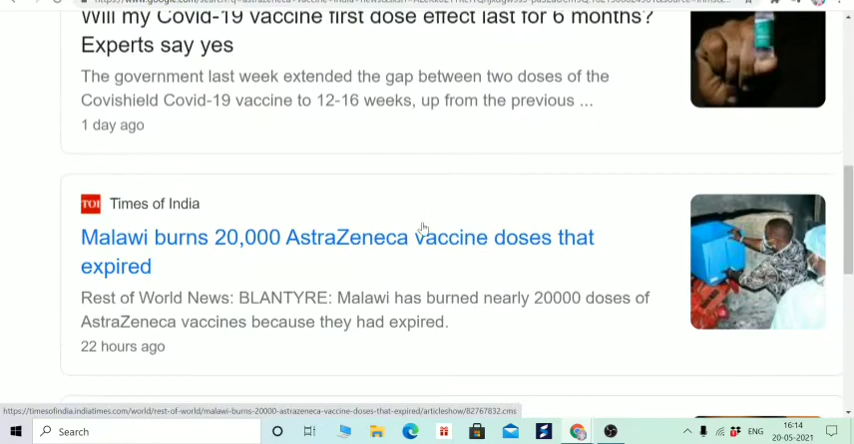 Will my Covid-19 vaccine first dose effect last for 6 months?
Experts say yes
The government last week extended the gap between two doses of the
Covishield Covid-19 vaccine to 12-16 weeks, up from the previous ...
1 day ago
TOI Times of India
Malawi burns 20,000 AstraZeneca vaccine doses that
expired
Rest of World News: BLANTYRE: Malawi has burned nearly 20000 doses of
AstraZeneca vaccines because they had expired.
22 hours ago
https://timesofindia.indiatimes.com/world/rest-of-world/malawi-burns-20000-astrazeneca-vaccine-doses-that-expired/articleshow/82767832.cms
Search
ENG
16:14
20-05-2021